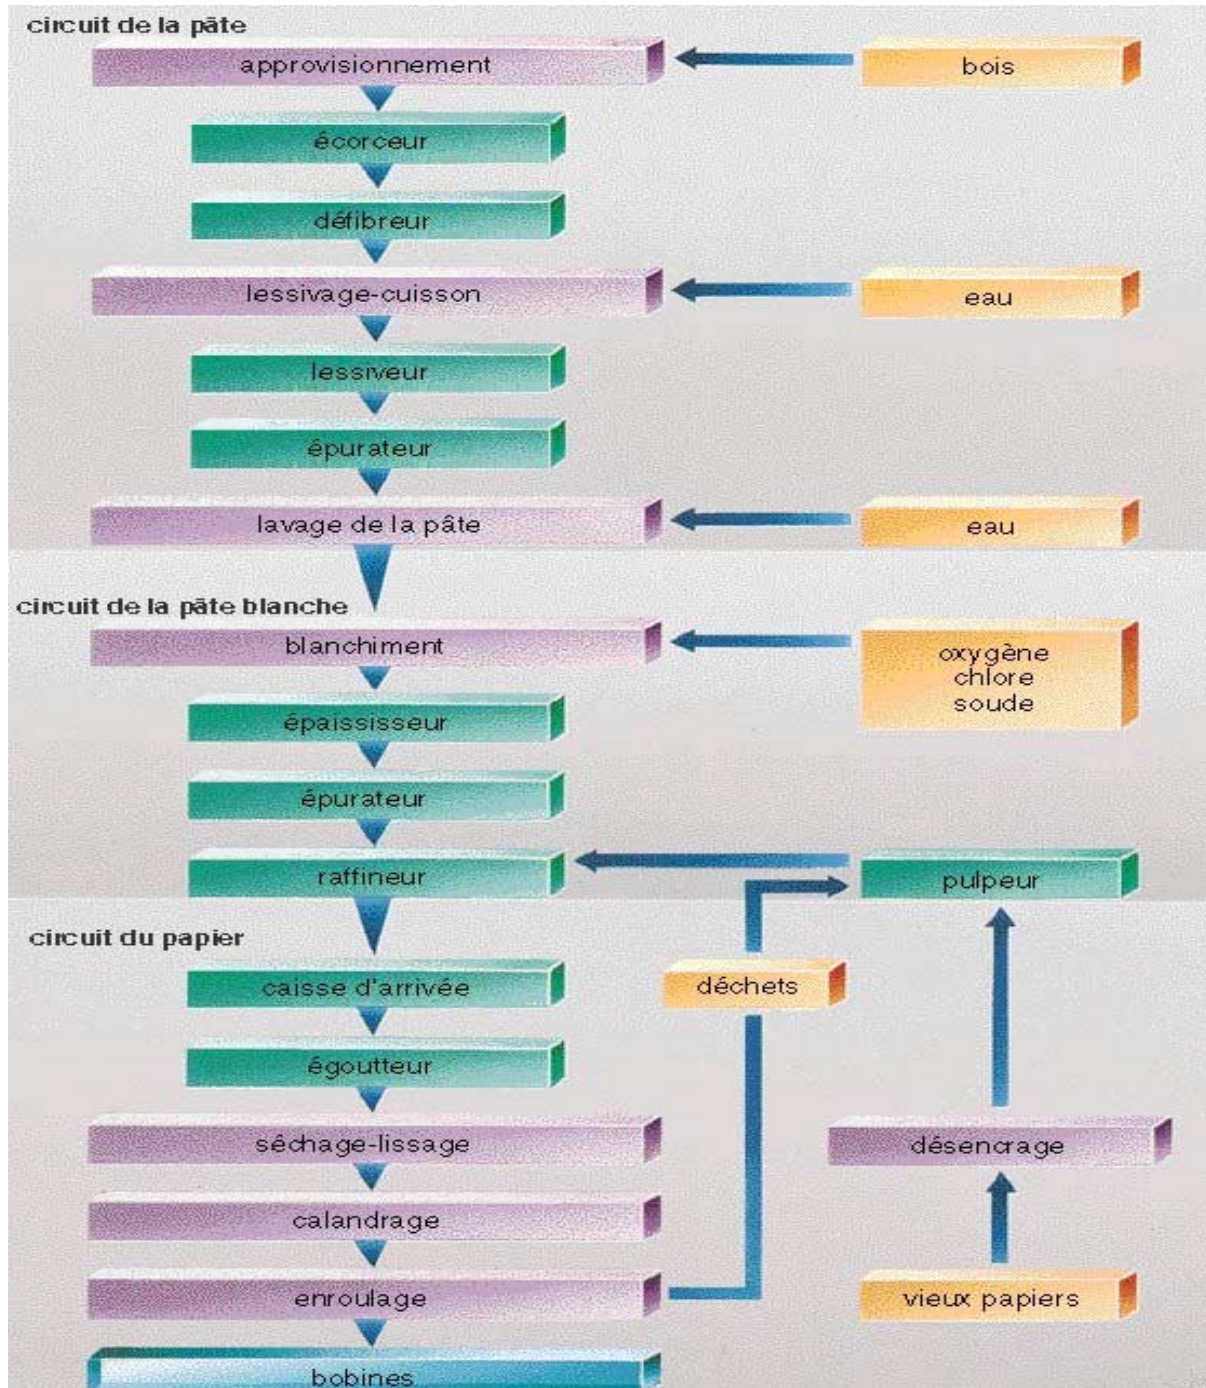 circuit de la pâte
approvisionnement
bois
écorceur
défibreur
lessivage-cuisson
eau
lessiveur
épurateur
lavage de la pâte
eau
circuit de la pâte blanche
blanchiment
oxygène
chlore
soude
épaississeur
épurateur
raffineur
pulpeur
circuit du papier
caisse d'arrivée
déchets
égoutteur
séchage-lissage
désencrage
calandrage
enroulage
vieux papiers
bobines